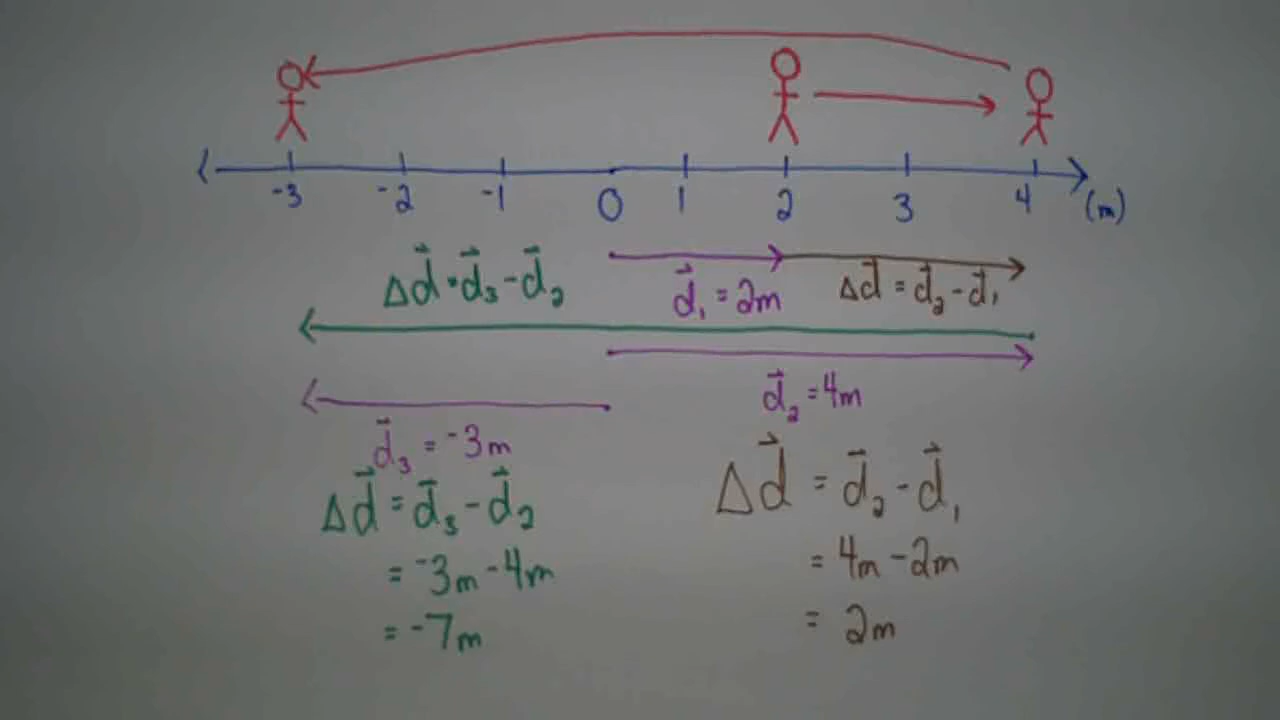 -3 -2 -1 0 1 2 3 4 (m)
Δd⃗ = d⃗₃ - d⃗₂
d⃗₁ = 2m
Δd⃗ = d⃗₂ - d⃗₁
d⃗₂ = 4m
d⃗₃ = -3m
Δd⃗ = d⃗₃ - d⃗₂
= -3m - 4m
= -7m
Δd⃗ = d⃗₂ - d⃗₁
= 4m - 2m
= 2m